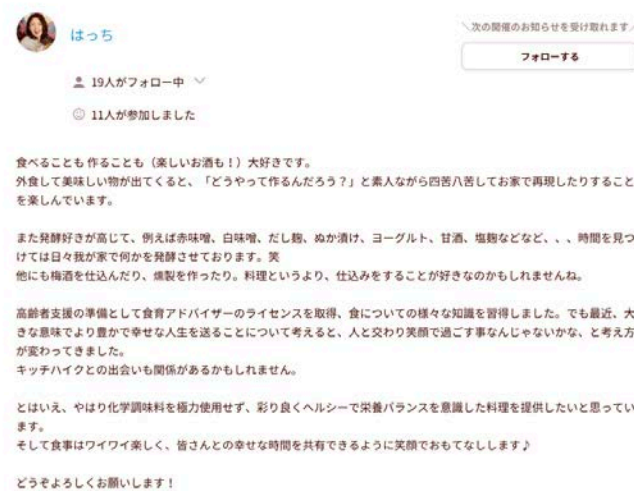 はっち
＼次の開催のお知らせを受け取れます／
フォローする
19人がフォロー中
11人が参加しました
食べることも 作ることも（楽しいお酒も！）大好きです。
外食して美味しい物が出てくると、「どうやって作るんだろう？」と素人ながら四苦八苦してお家で再現したりすること
を楽しんでいます。
また発酵好きが高じて、例えば赤味噌、白味噌、だし麹、ぬか漬け、ヨーグルト、甘酒、塩麹などなど、、、時間を見つ
けては日々我が家で何かを発酵させております。笑
他にも梅酒を仕込んだり、燻製を作ったり。料理というより、仕込みをすることが好きなのかもしれませんね。
高齢者支援の準備として食育アドバイザーのライセンスを取得、食についての様々な知識を習得しました。でも最近、大
きな意味でより豊かで幸せな人生を送ることについて考えると、人と交わり笑顔で過ごす事なんじゃないかな、と考え方
が変わってきました。
キッチハイクとの出会いも関係があるかもしれません。
とはいえ、やはり化学調味料を極力使用せず、彩り良くヘルシーで栄養バランスを意識した料理を提供したいと思ってい
ます。
そして食事はワイワイ楽しく、皆さんとの幸せな時間を共有できるように笑顔でおもてなしします♪
どうぞよろしくお願いします！